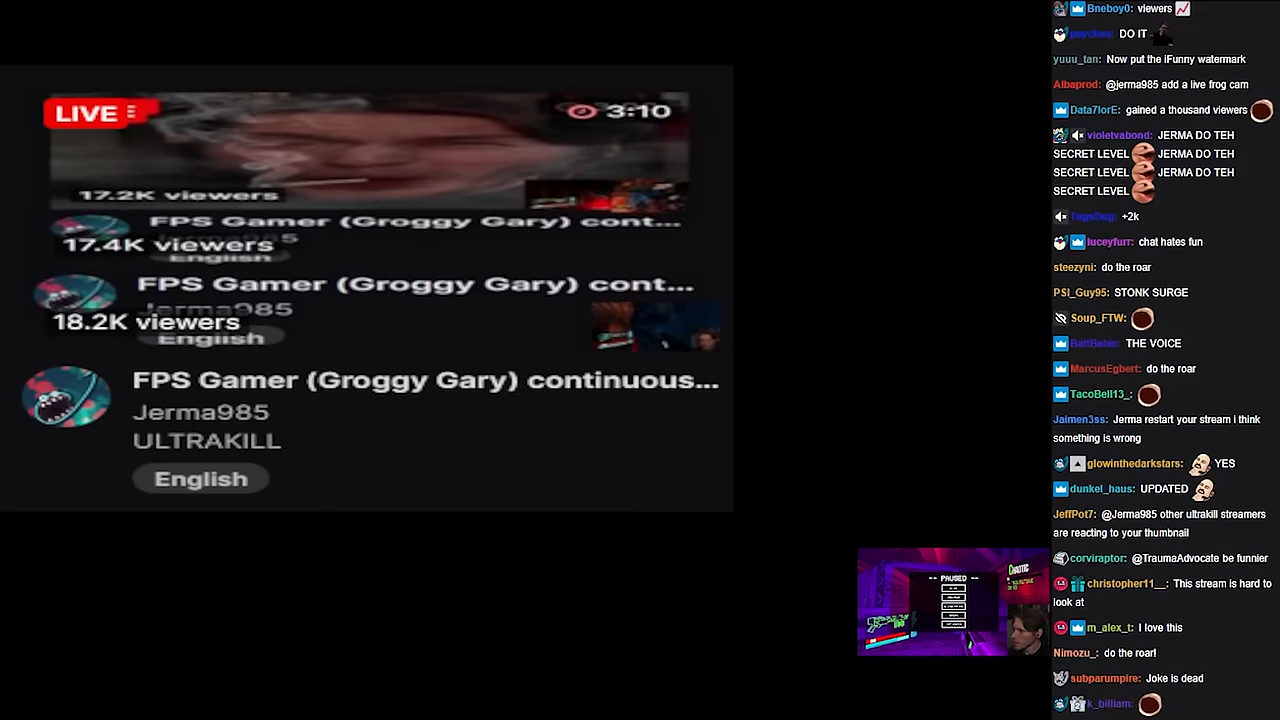 LIVE
3:10
17.2K viewers
FPS Gamer (Groggy Gary) cont...
17.4K viewers
English
FPS Gamer (Groggy Gary) cont...
Jerma985
18.2K viewers
English
FPS Gamer (Groggy Gary) continuous...
Jerma985
ULTRAKILL
English
-- PAUSED --
CHAOTIC
Bneboy0: viewers
DO IT
yuuu_tan: Now put the iFunny watermark
Albaprod: @jerma985 add a live frog cam
Data7lorE: gained a thousand viewers
violetvabond: JERMA DO TEH
SECRET LEVEL JERMA DO TEH
SECRET LEVEL JERMA DO TEH
SECRET LEVEL
+2k
luceyfurr: chat hates fun
steezyni: do the roar
PSI_Guy95: STONK SURGE
Soup_FTW:
THE VOICE
MarcusEgbert: do the roar
TacoBell13_:
Jaimen3ss: Jerma restart your stream i think
something is wrong
glowinthedarkstars: YES
dunkel_haus: UPDATED
JeffPot7: @Jerma985 other ultrakill streamers
are reacting to your thumbnail
corviraptor: @TraumaAdvocate be funnier
christopher11__: This stream is hard to
look at
m_alex_t: I love this
Nimozu_: do the roar!
subparumpire: Joke is dead
k_billiam: